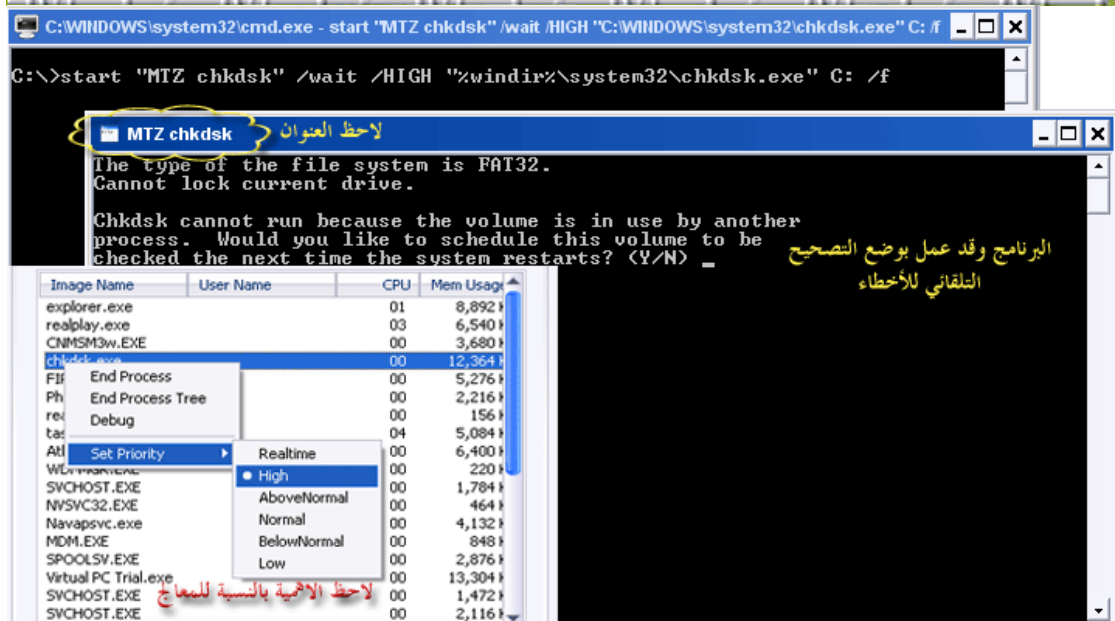 C:\WINDOWS\system32\cmd.exe - start "MTZ chkdsk" /wait /HIGH "C:\WINDOWS\system32\chkdsk.exe" C: /f
C:\>start "MTZ chkdsk" /wait /HIGH "%windir%\system32\chkdsk.exe" C: /f
MTZ chkdsk
لاحظ العنوان
The type of the file system is FAT32.
Cannot lock current drive.
Chkdsk cannot run because the volume is in use by another
process.  Would you like to schedule this volume to be
checked the next time the system restarts? (Y/N) _
البرنامج وقد عمل بوضع التصحيح
التلقائي للأخطاء
Image Name User Name CPU Mem Usage
explorer.exe 01 8,892
realplay.exe 03 6,540
CNMSM3w.EXE 00 3,680
chkdsk.exe 00 12,364
00 5,276
00 2,216
00 156
04 5,084
00 6,400
00 220
SVCHOST.EXE 00 1,784
NVSVC32.EXE 00 464
Navapsvc.exe 00 4,132
MDM.EXE 00 848
SPOOLSV.EXE 00 2,876
Virtual PC Trial.exe 00 13,304
SVCHOST.EXE 00 1,472
SVCHOST.EXE 00 2,116
End Process
End Process Tree
Debug
Set Priority
Realtime
High
AboveNormal
Normal
BelowNormal
Low
لاحظ الاهمية بالنسبة للمعالج